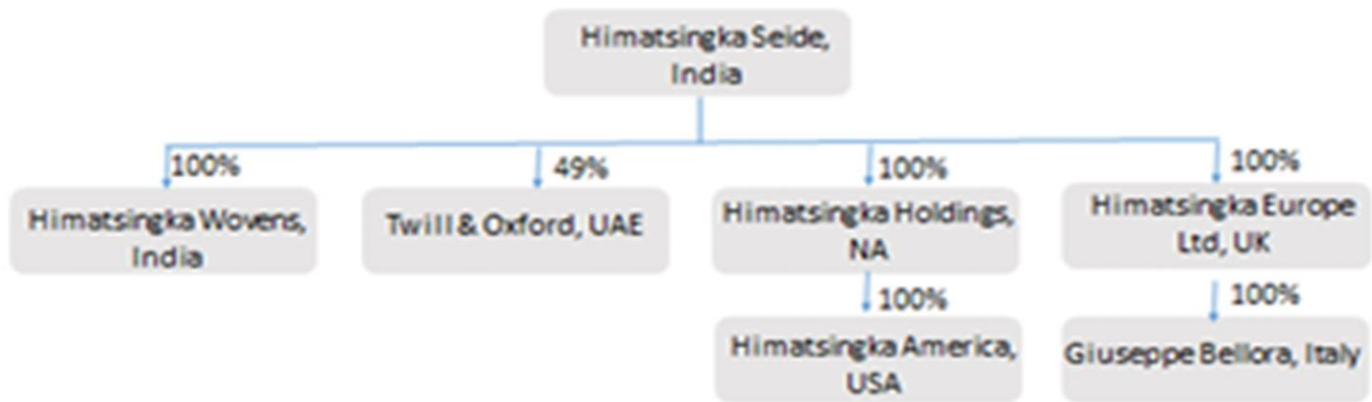 Himatsingka Seide,
India
100%
49%
100%
100%
Himatsingka Wovens,
India
Twill & Oxford, UAE
Himatsingka Holdings,
NA
Himatsingka Europe
Ltd, UK
100%
100%
Himatsingka America,
USA
Giuseppe Bellora, Italy